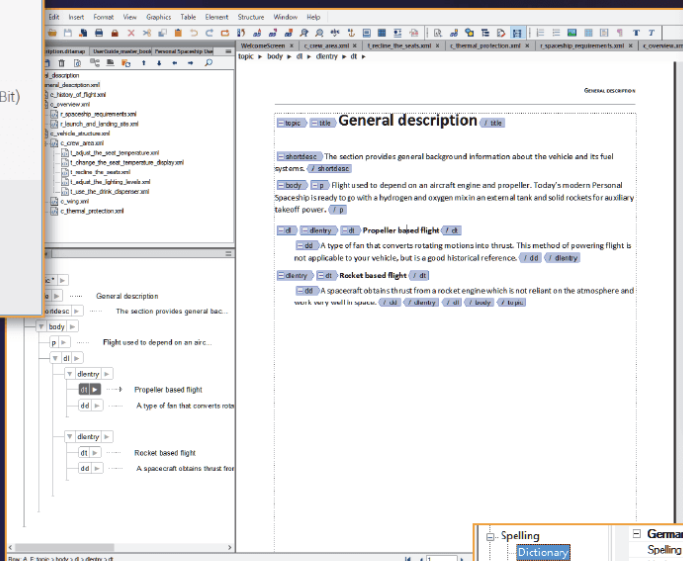 Edit Insert Format View Graphics Table Element Structure Window Help
Bit)
WelcomeScreen × c_crew_area.xml × t_recline_the_seats.xml × c_thermal_protection.xml × r_spaceship_requirements.xml × c_overview.xml
ription.ditamap UserGuide_master_book Personal Spaceship User
topic ▸ body ▸ dl ▸ dlentry ▸ dt ▸
al_description
neral_description.xml
c_history_of_flight.xml
c_overview.xml
r_spaceship_requirements.xml
r_launch_and_landing_site.xml
c_vehicle_structure.xml
c_crew_area.xml
t_adjust_the_seat_temperature.xml
t_change_the_seat_temperature_display.xml
t_recline_the_seats.xml
t_adjust_the_lighting_levels.xml
t_use_the_drink_dispenser.xml
c_wing.xml
c_thermal_protection.xml
General description
topic title General description / title
shortdesc The section provides general background information about the vehicle and its fuel
systems. / shortdesc
body p Flight used to depend on an aircraft engine and propeller. Today's modern Personal
Spaceship is ready to go with a hydrogen and oxygen mix in an external tank and solid rockets for auxiliary
takeoff power. / p
dl dlentry dt Propeller based flight / dt
dd A type of fan that converts rotating motions into thrust. This method of powering flight is
not applicable to your vehicle, but is a good historical reference. / dd / dlentry
dlentry dt Rocket based flight / dt
dd A spacecraft obtains thrust from a rocket engine which is not reliant on the atmosphere and
work very well in space. / dd / dlentry / dl / body / topic
c *
e General description
ortdesc The section provides general bac...
body
p Flight used to depend on an airc...
dl
dlentry
dt Propeller based flight
dd A type of fan that converts rota
dlentry
dt Rocket based flight
dd A spacecraft obtains thrust from
1
Spelling
Dictionary
German
Spelling